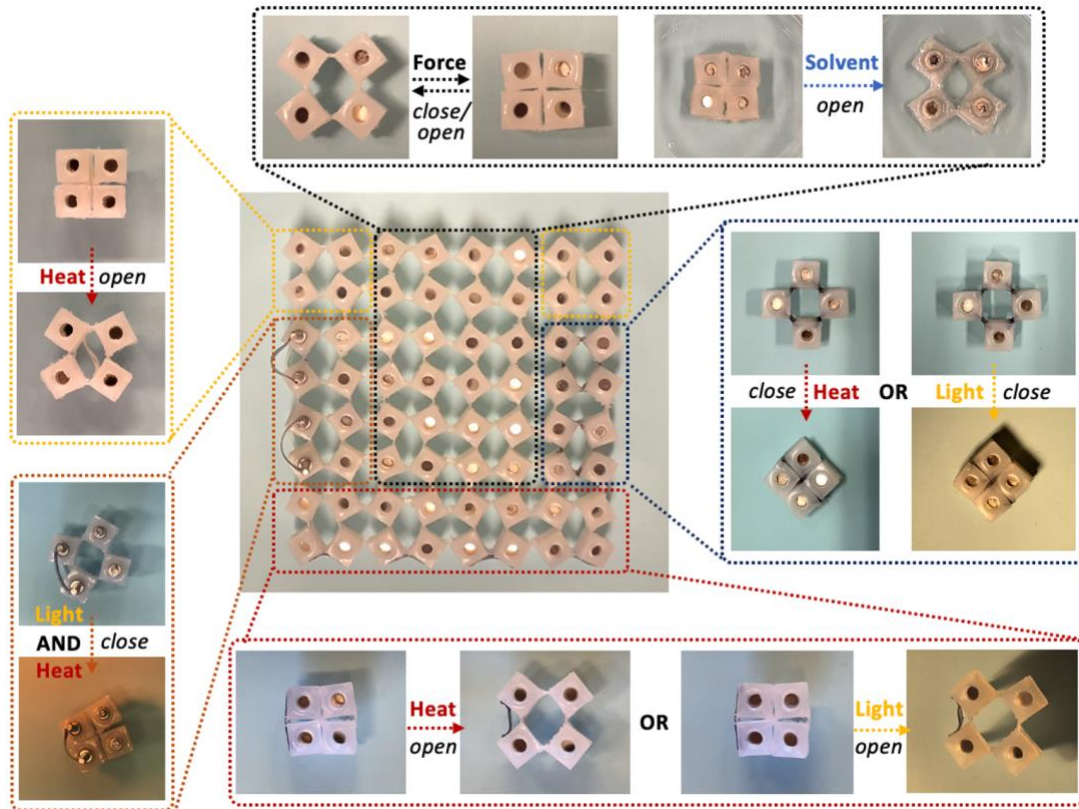 Force
close/
open
Solvent
open
Heat open
close Heat OR Light close
Light
AND close
Heat
Heat
open
OR
Light
open